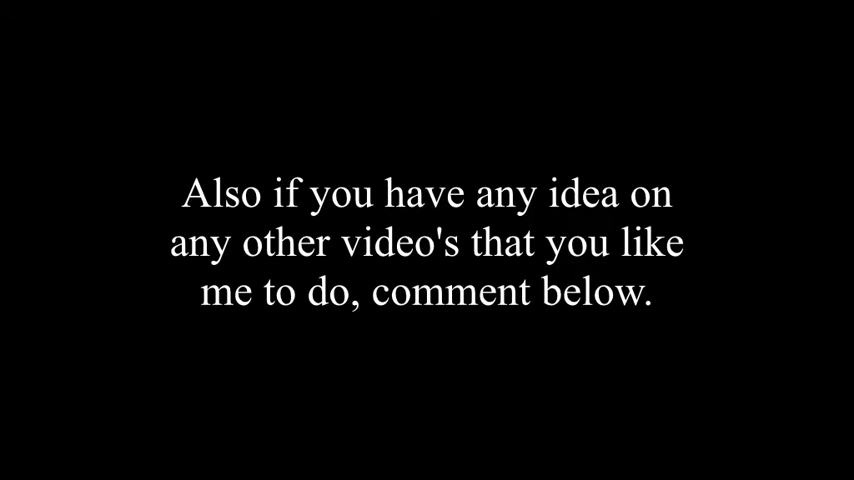 Also if you have any idea on
any other video's that you like
me to do, comment below.